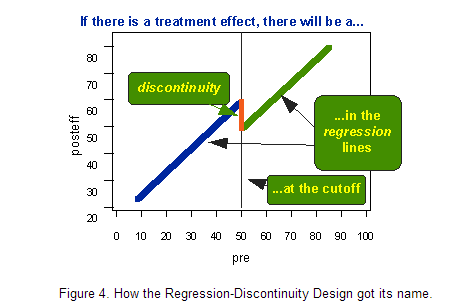 If there is a treatment effect, there will be a...
80
70
60
50
40
30
20
posteff
discontinuity
...in the
regression
lines
...at the cutoff
0 10 20 30 40 50 60 70 80 90 100
pre
Figure 4. How the Regression-Discontinuity Design got its name.